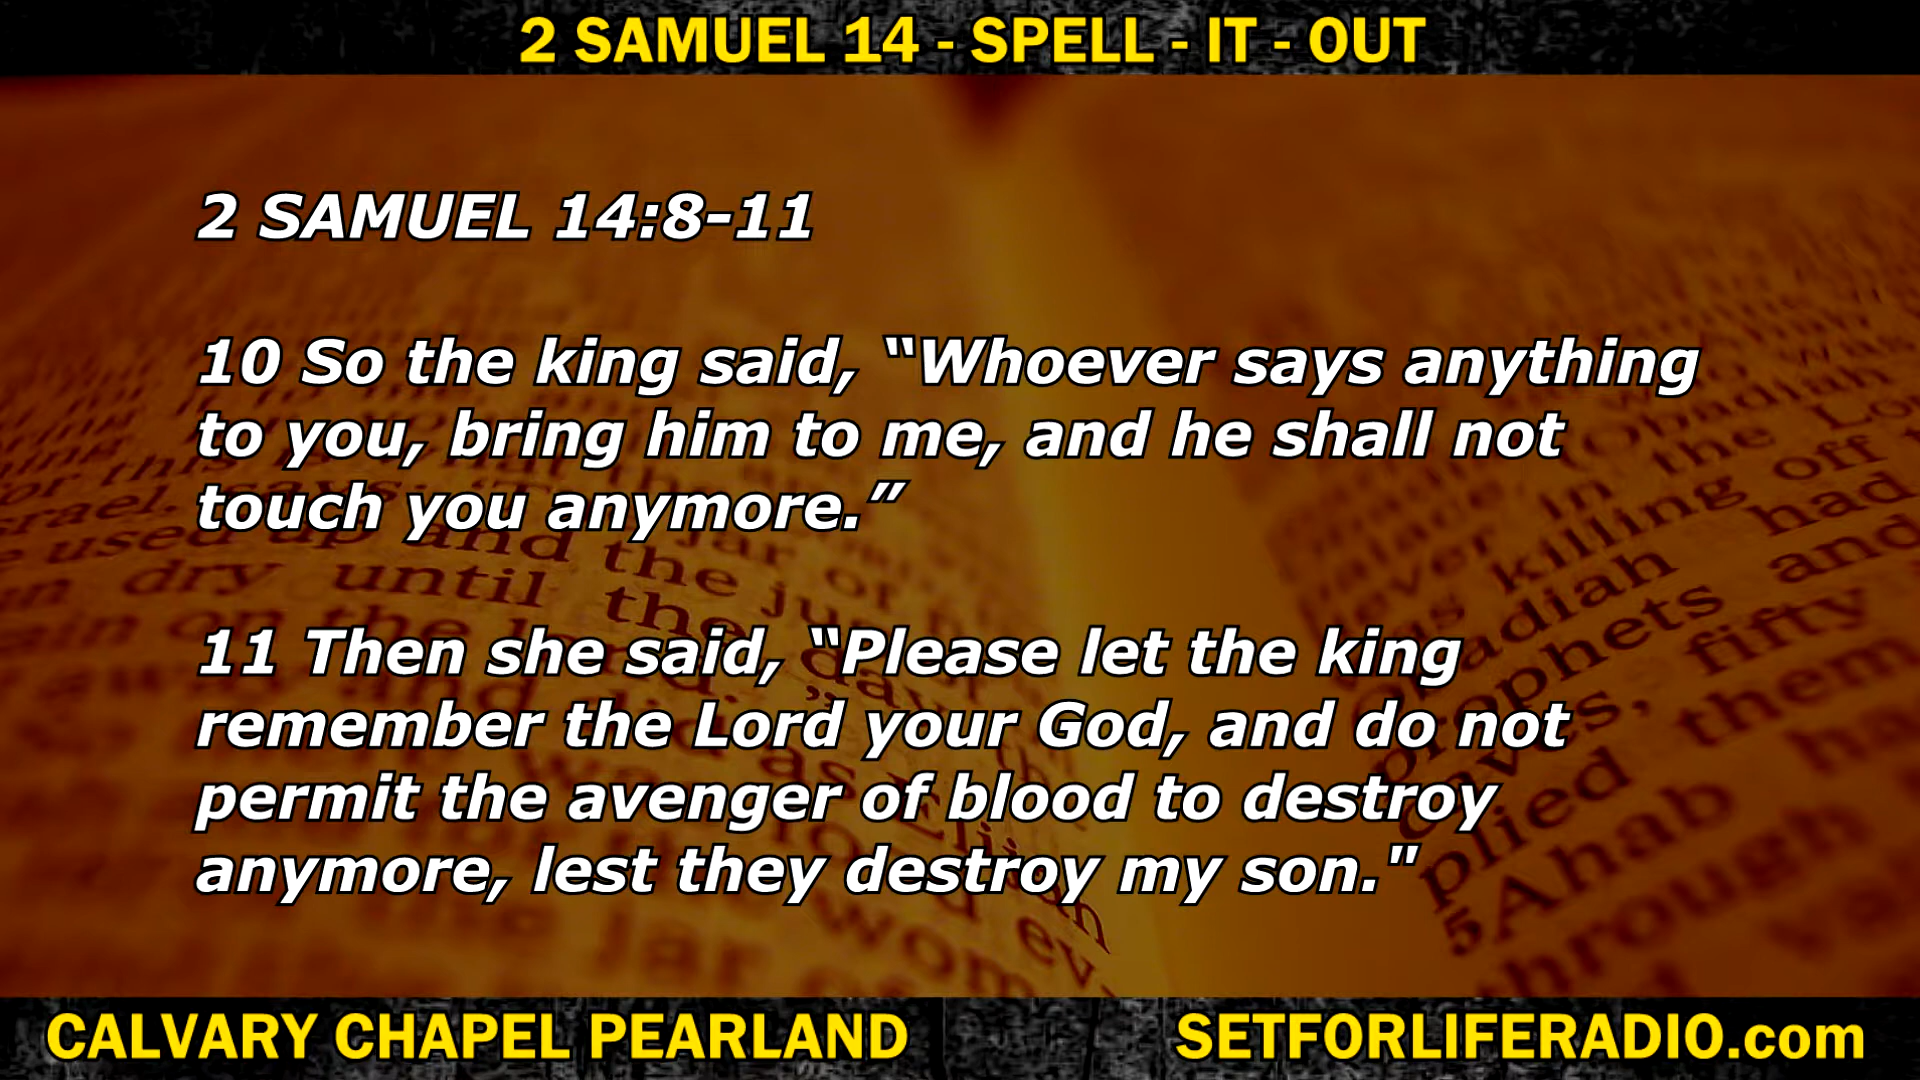 2 SAMUEL 14 - SPELL - IT - OUT
2 SAMUEL 14:8-11
10 So the king said, “Whoever says anything
to you, bring him to me, and he shall not
touch you anymore.”
11 Then she said, “Please let the king
remember the Lord your God, and do not
permit the avenger of blood to destroy
anymore, lest they destroy my son."
CALVARY CHAPEL PEARLAND
SETFORLIFERADIO.com